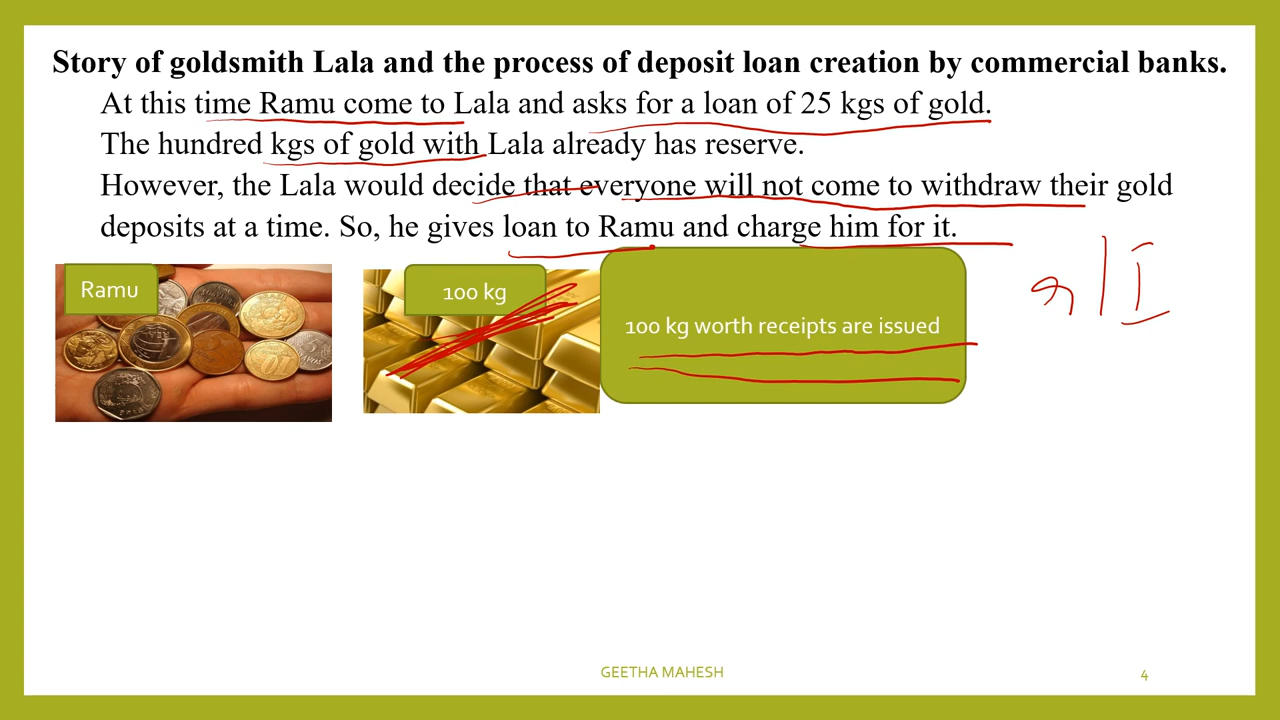 Story of goldsmith Lala and the process of deposit loan creation by commercial banks.
At this time Ramu come to Lala and asks for a loan of 25 kgs of gold.
The hundred kgs of gold with Lala already has reserve.
However, the Lala would decide that everyone will not come to withdraw their gold
deposits at a time. So, he gives loan to Ramu and charge him for it.
Ramu
100 kg
100 kg worth receipts are issued
GEETHA MAHESH
4